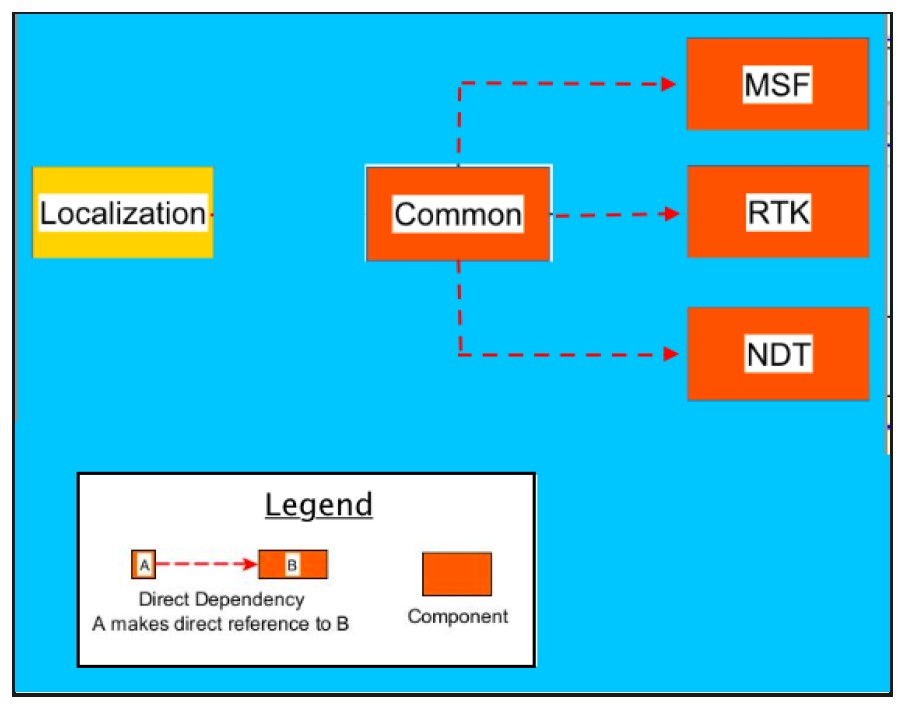 MSF
Localization
Common
RTK
NDT
Legend
A
B
Direct Dependency
A makes direct reference to B
Component